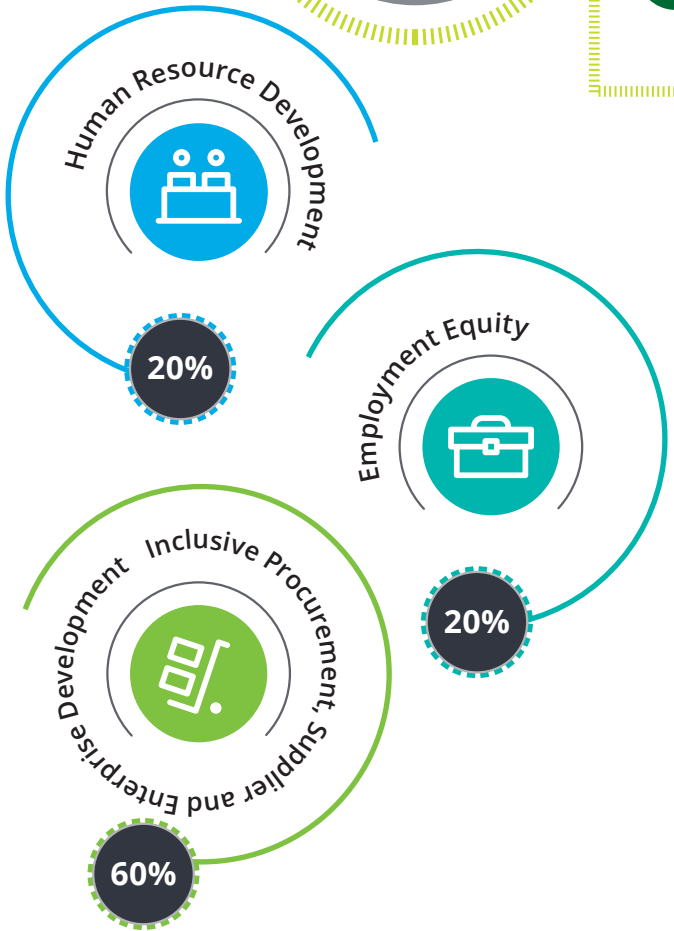 Human Resource Development
20%
Employment Equity
20%
Inclusive Procurement, Supplier and Enterprise Development
60%